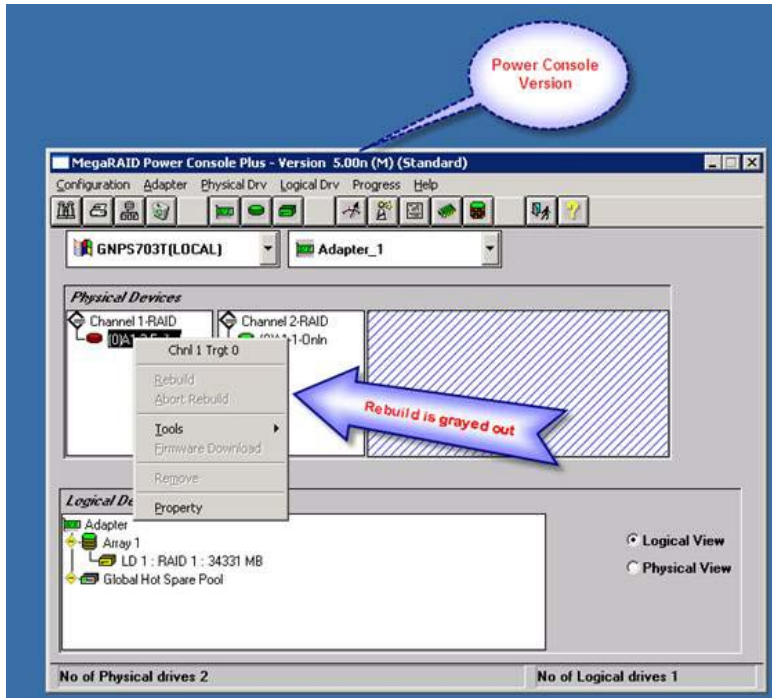 Power Console
Version
MegaRAID Power Console Plus - Version 5.00n (M) (Standard)
Configuration Adapter Physical Drv Logical Drv Progress Help
GNPS703T(LOCAL) Adapter_1
Physical Devices
Channel 1-RAID Channel 2-RAID
Chnl 1 Trgt 0
Rebuild
Abort Rebuild
Tools
Firmware Download
Remove
Property
Rebuild is grayed out
Logical De
Adapter
Array 1
LD 1 : RAID 1 : 34331 MB
Global Hot Spare Pool
Logical View
Physical View
No of Physical drives 2 No of Logical drives 1